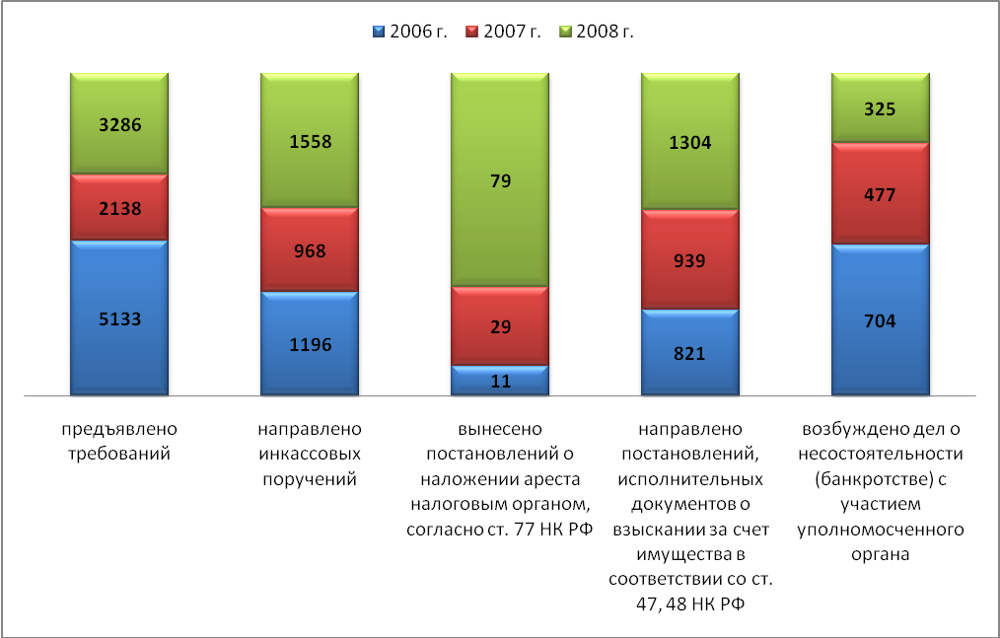 2006 г. 2007 г. 2008 г.
3286 1558 79 1304 325
2138 968 29 939 477
5133 1196 11 821 704
предъявлено
требований
направлено
инкассовых
поручений
вынесено
постановлений о
наложении ареста
налоговым органом,
согласно ст. 77 НК РФ
направлено
постановлений,
исполнительных
документов о
взыскании за счет
имущества в
соответствии со ст.
47, 48 НК РФ
возбуждено дел о
несостоятельности
(банкротстве) с
участием
уполномосченного
органа